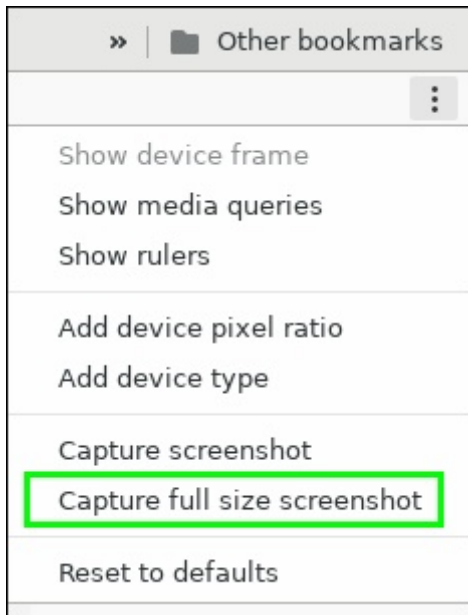 » Other bookmarks
Show device frame
Show media queries
Show rulers
Add device pixel ratio
Add device type
Capture screenshot
Capture full size screenshot
Reset to defaults